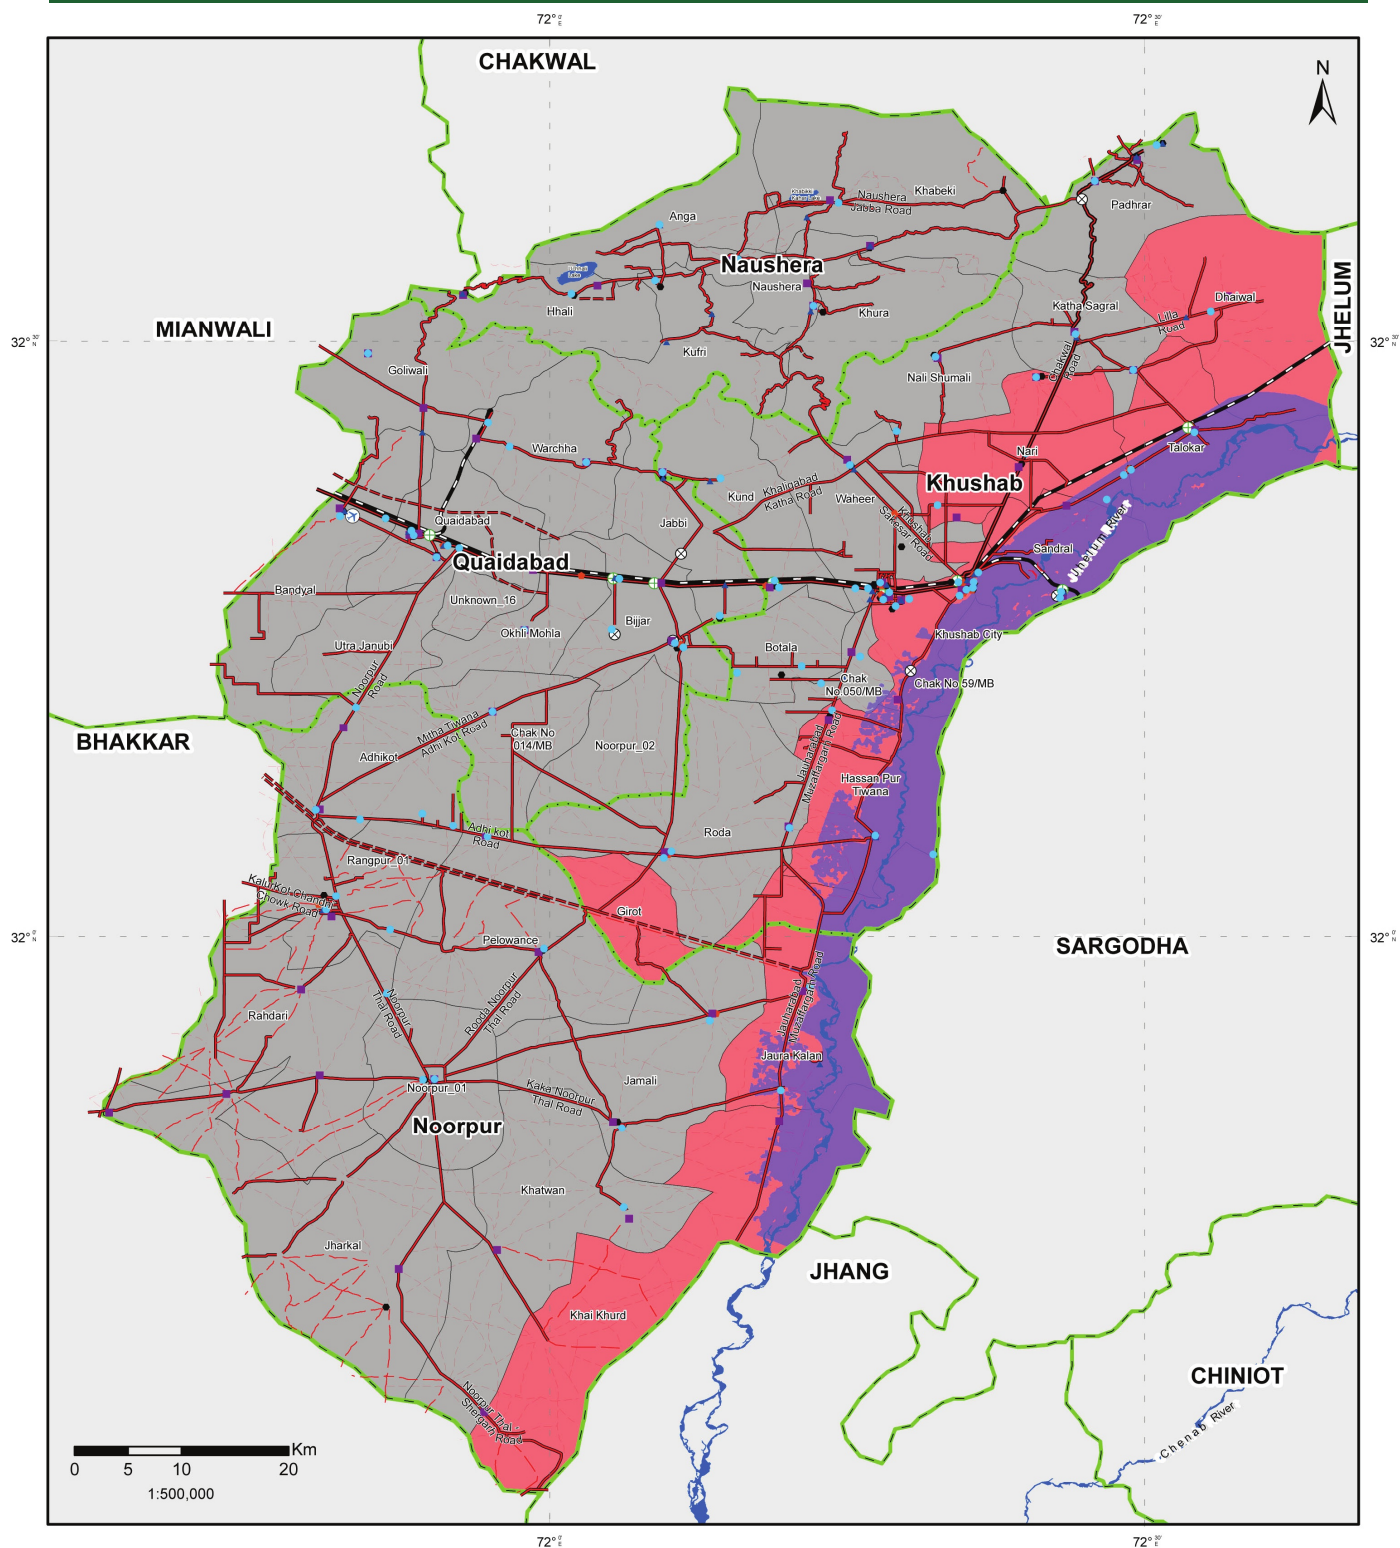 72° 0' E
72° 30' E
CHAKWAL
N
Padhrar
Khabeki
Naushera
Jabba Road
Anga
Naushera
Naushera
Khura
Hhali
Kufri
JHELUM
MIANWALI
32° 30' N
32° 30' N
Katha Sagral
Dhaiwal
Lilla
Road
Chakwal
Road
Goliwali
Nali Shumali
Warchha
Talokar
Nari
Khushab
Kund
Khaliqabad
Katha Road
Waheer
Khushab
Sakesar Road
Quaidabad
Jabbi
Jhelum River
Sandral
Quaidabad
Bandyal
Unknown_16
Okhli Mohla
Bijjar
Khushab City
Utra Janubi
Botala
Noorpur
Road
Chak
No.050/MB
Chak No 59/MB
BHAKKAR
Mitha Tiwana
Adhi Kot Road
Chak No
014/MB
Noorpur_02
Adhikot
Jauharabad
Muzaffargarh Road
Hassan Pur
Tiwana
Adhi kot
Road
Roda
Rangpur_01
KalurKot Chandni
Chowk Road
Girot
32° 0' N
32° 0' N
Pelowance
SARGODHA
Rahdari
Noorpur
Thal Road
Rooda Noorpur
Thal Road
Jauharabad
Muzaffargarh Road
Jaura Kalan
Noorpur_01
Kaka Noorpur
Thal Road
Jamali
Noorpur
Khatwan
Jharkal
JHANG
Khai Khurd
CHINIOT
Noorpur Thal -
Shergarh Road
Chenab River
Km
0 5 10 20
1:500,000
72° 0' E
72° 30' E